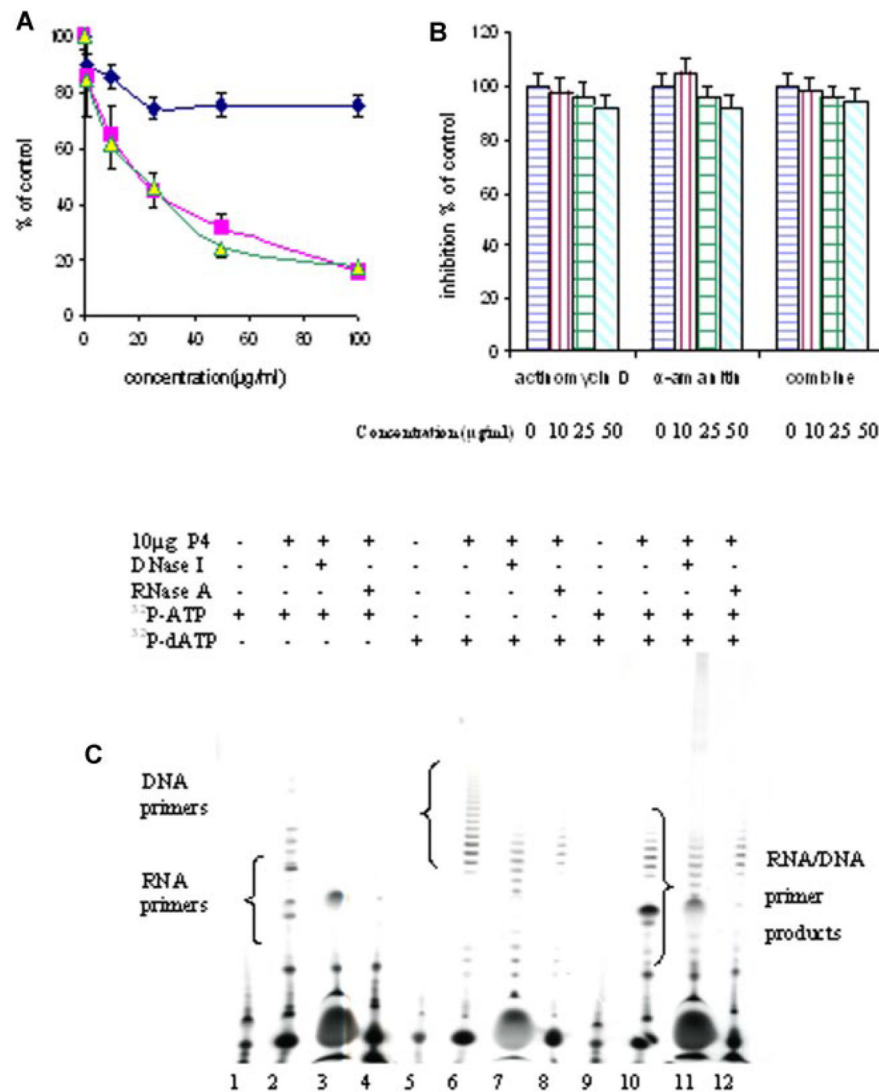 A
100
80
60
40
20
0
% of control
0 20 40 60 80 100
concentration(µg/ml)
B
120
100
80
60
40
20
0
inhibition % of control
D
combine
Concentration (µg/ml) 0 10 25 50 0 10 25 50 0 10 25 50
10µg P4 - + + + - + + + - + + +
DNase I - - + - - - + - - - + -
RNase A - - - + - - - + - - - +
32P-ATP + + + + - - - - + + + +
32P-dATP - - - - + + + + + + + +
C
DNA
primers
RNA
primers
RNA/DNA
primer
products
1 2 3 4 5 6 7 8 9 10 11 12